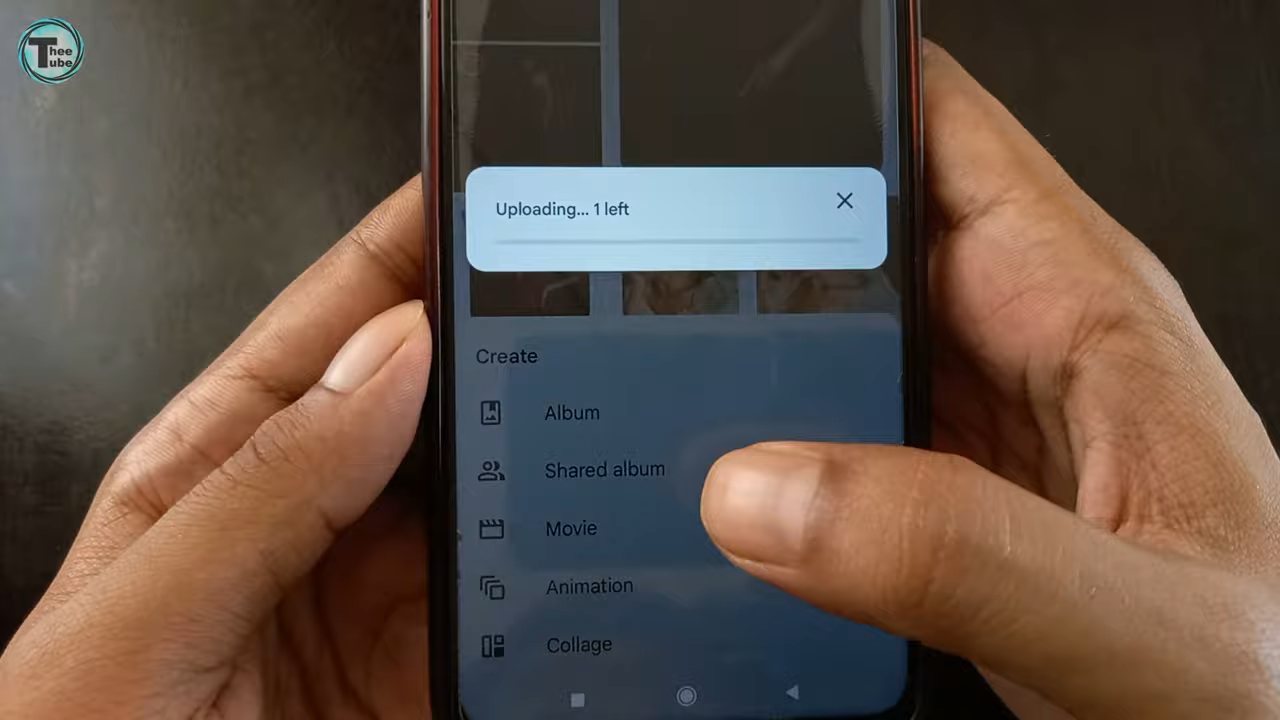 Thee
Tube
Uploading... 1 left
Create
Album
Shared album
Movie
Animation
Collage